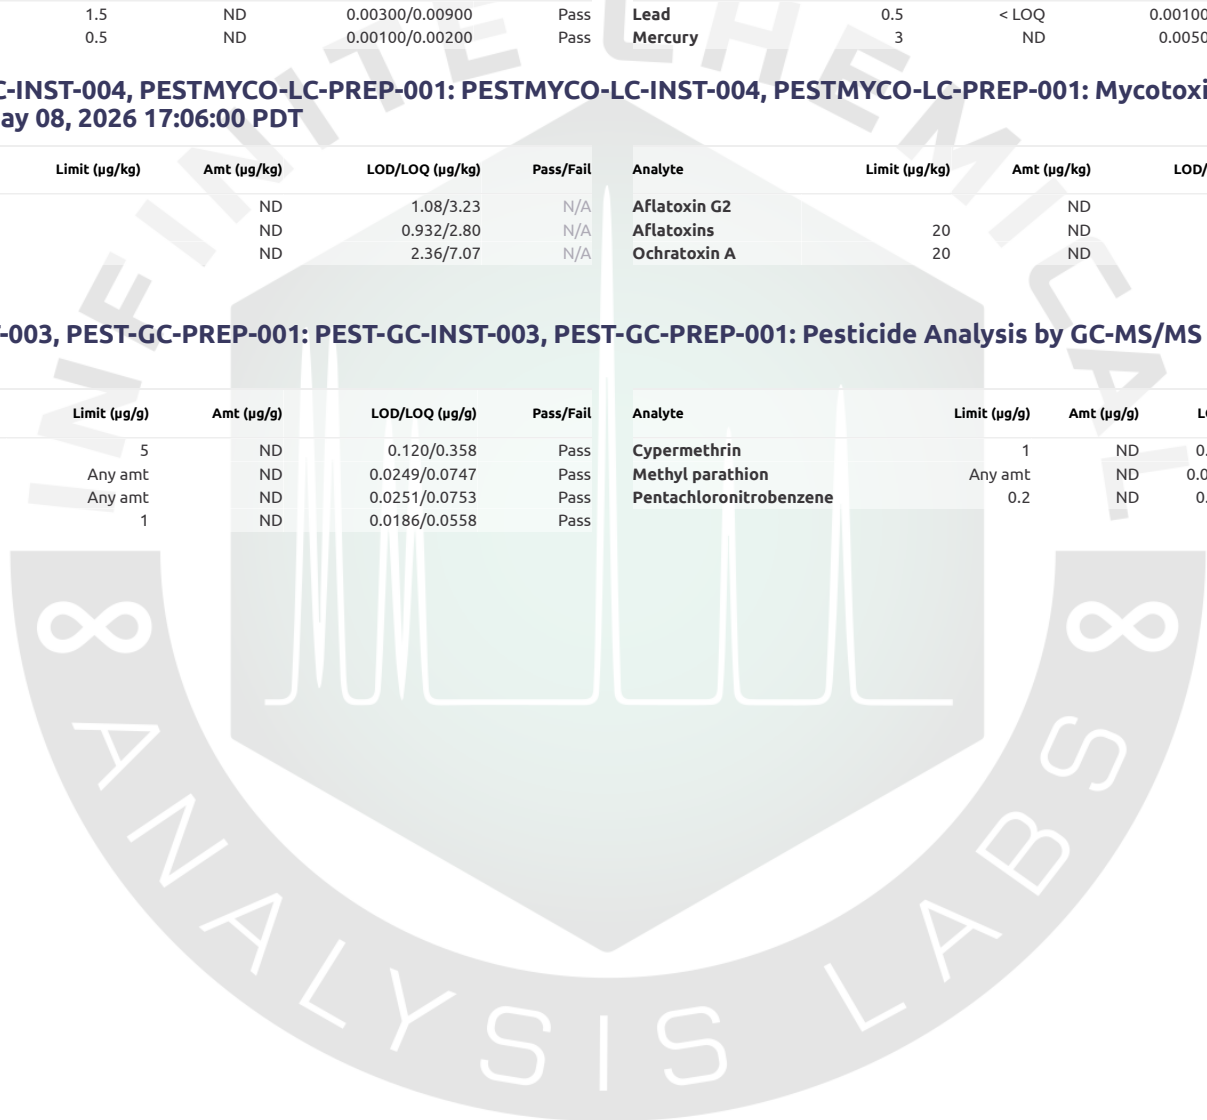 1.5 ND 0.00300/0.00900 Pass Lead 0.5 < LOQ 0.00100
0.5 ND 0.00100/0.00200 Pass Mercury 3 ND 0.0050
C-INST-004, PESTMYCO-LC-PREP-001: PESTMYCO-LC-INST-004, PESTMYCO-LC-PREP-001: Mycotoxi
ay 08, 2026 17:06:00 PDT
Limit (µg/kg) Amt (µg/kg) LOD/LOQ (µg/kg) Pass/Fail Analyte Limit (µg/kg) Amt (µg/kg) LOD/
ND 1.08/3.23 N/A Aflatoxin G2 ND
ND 0.932/2.80 N/A Aflatoxins 20 ND
ND 2.36/7.07 N/A Ochratoxin A 20 ND
-003, PEST-GC-PREP-001: PEST-GC-INST-003, PEST-GC-PREP-001: Pesticide Analysis by GC-MS/MS
Limit (µg/g) Amt (µg/g) LOD/LOQ (µg/g) Pass/Fail Analyte Limit (µg/g) Amt (µg/g) LO
5 ND 0.120/0.358 Pass Cypermethrin 1 ND 0.
Any amt ND 0.0249/0.0747 Pass Methyl parathion Any amt ND 0.0
Any amt ND 0.0251/0.0753 Pass Pentachloronitrobenzene 0.2 ND 0.
1 ND 0.0186/0.0558 Pass
INFINITE CHEMICAL
∞ ANALYSIS LABS ∞